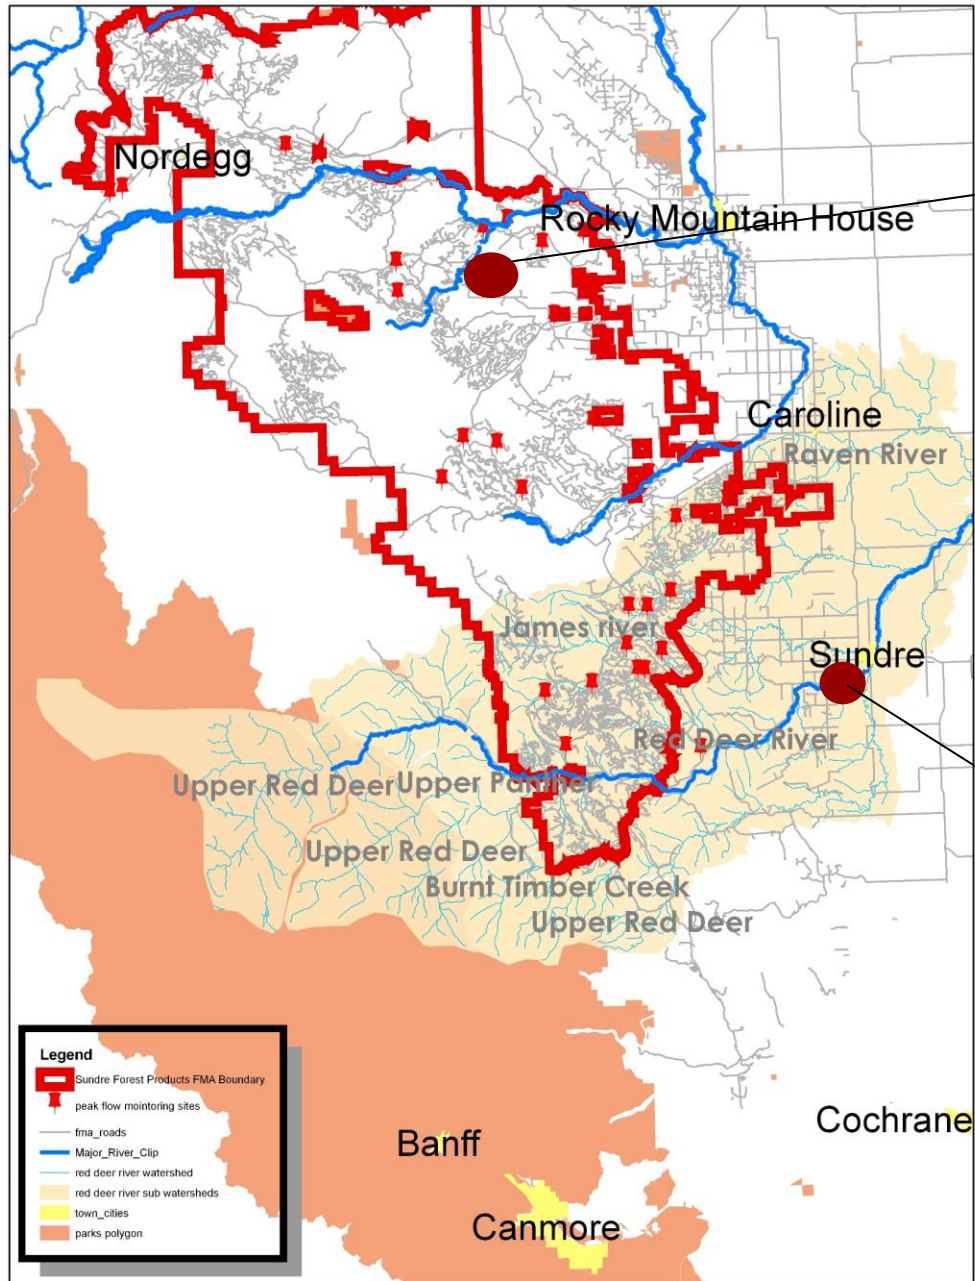 Nordegg
Rocky Mountain House
Caroline
Raven River
James river
Sundre
Red Deer River
Upper Red Deer
Upper Panther
Upper Red Deer
Burnt Timber Creek
Upper Red Deer
Legend
Sundre Forest Products FMA Boundary
peak flow mointoring sites
fma_roads
Major_River_Clip
red deer river watershed
red deer river sub watersheds
town_cities
parks polygon
Banff
Cochrane
Canmore